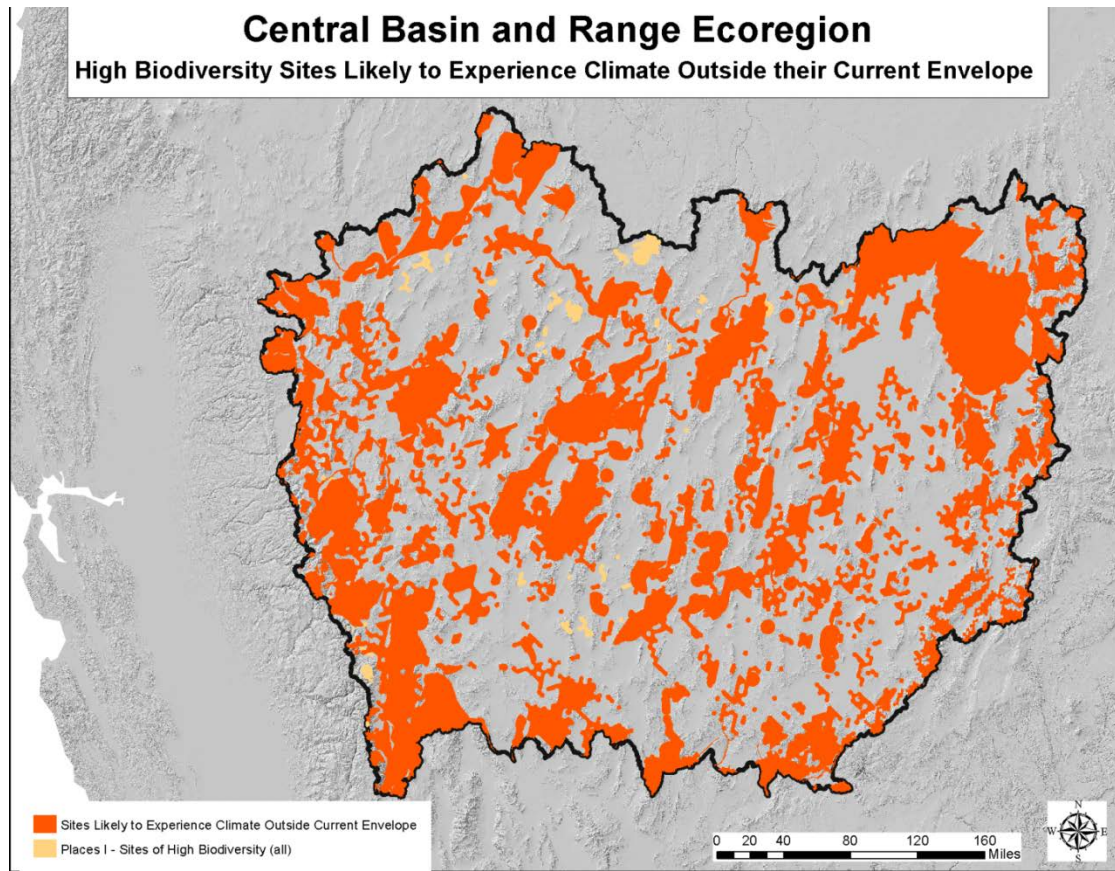 Central Basin and Range Ecoregion
High Biodiversity Sites Likely to Experience Climate Outside their Current Envelope
Sites Likely to Experience Climate Outside Current Envelope
Places I - Sites of High Biodiversity (all)
0 20 40 80 120 160
Miles
N
W E
S